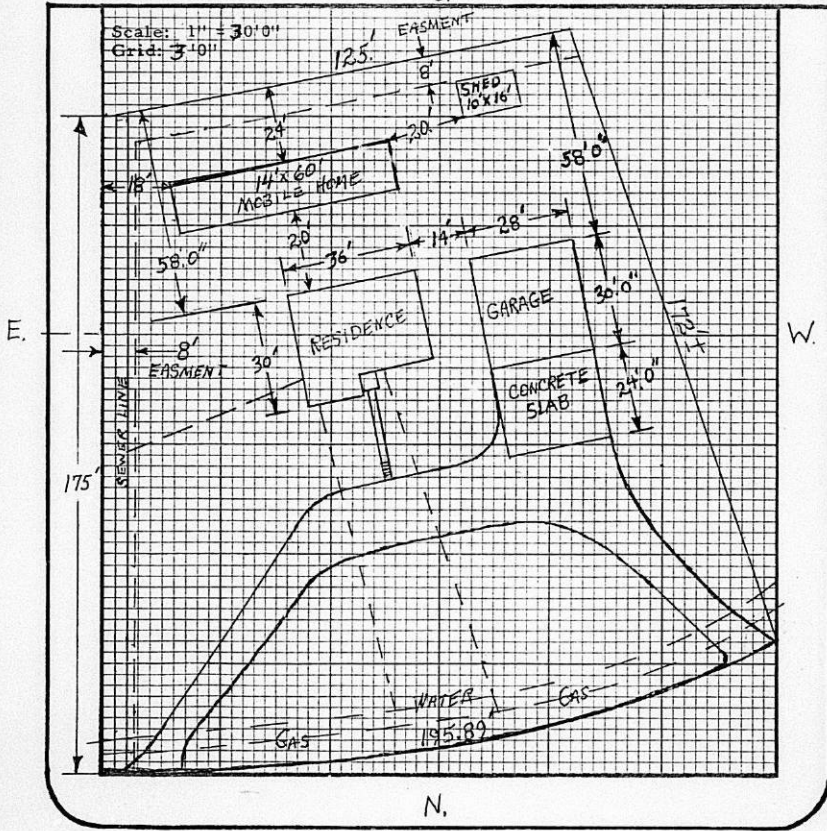 Scale: 1" = 30'0"
Grid: 3'0"
EASMENT
125'
8'
SHED
10'x16'
24'
20'
58'0"
18'
14'x60'
MOBILE HOME
20'
58'0"
36'
14'
28'
30'0"
GARAGE
RESIDENCE
172'±
E.
W.
8'
EASMENT
30'
CONCRETE
SLAB
24'0"
SEWER LINE
175'
WATER
GAS
GAS
195.89'
N.